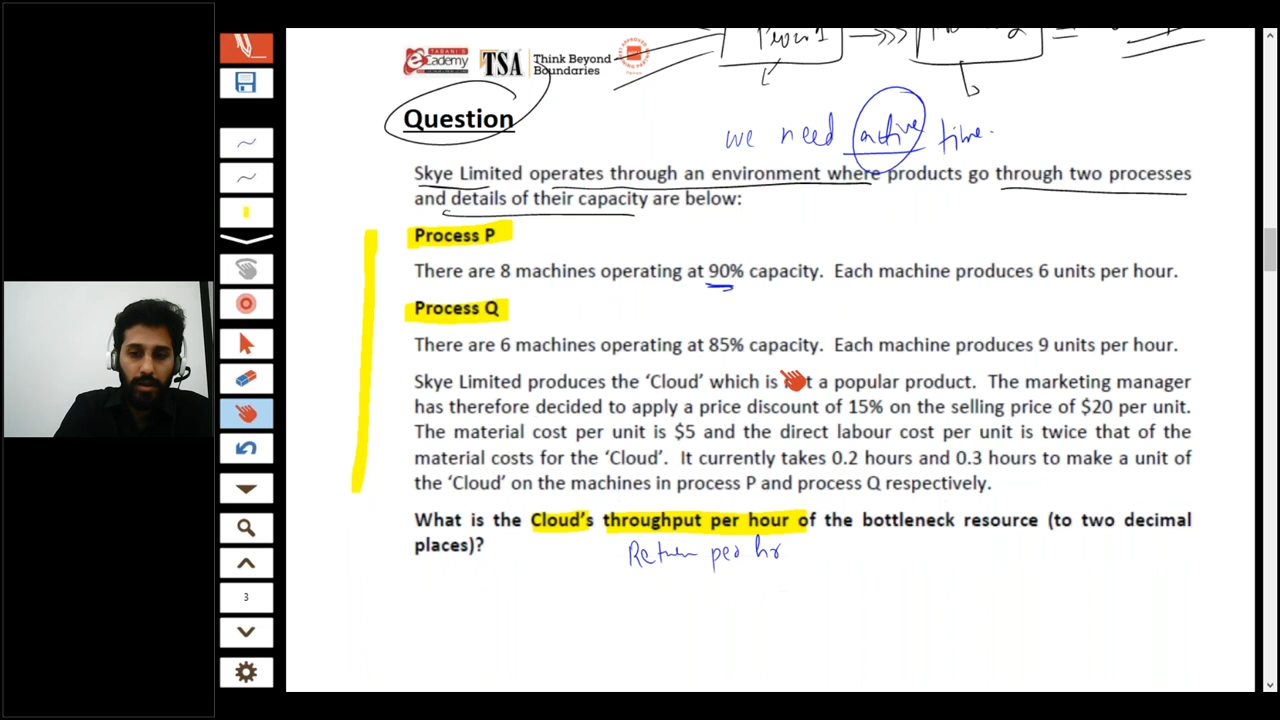 TABANI'S
eCademy
TSA
Think Beyond
Boundaries
Question
we need active time.
Skye Limited operates through an environment where products go through two processes
and details of their capacity are below:
Process P
There are 8 machines operating at 90% capacity. Each machine produces 6 units per hour.
Process Q
There are 6 machines operating at 85% capacity. Each machine produces 9 units per hour.
Skye Limited produces the ‘Cloud’ which is a popular product. The marketing manager
has therefore decided to apply a price discount of 15% on the selling price of $20 per unit.
The material cost per unit is $5 and the direct labour cost per unit is twice that of the
material costs for the ‘Cloud’. It currently takes 0.2 hours and 0.3 hours to make a unit of
the ‘Cloud’ on the machines in process P and process Q respectively.
What is the Cloud’s throughput per hour of the bottleneck resource (to two decimal
places)?
Return per hr
3